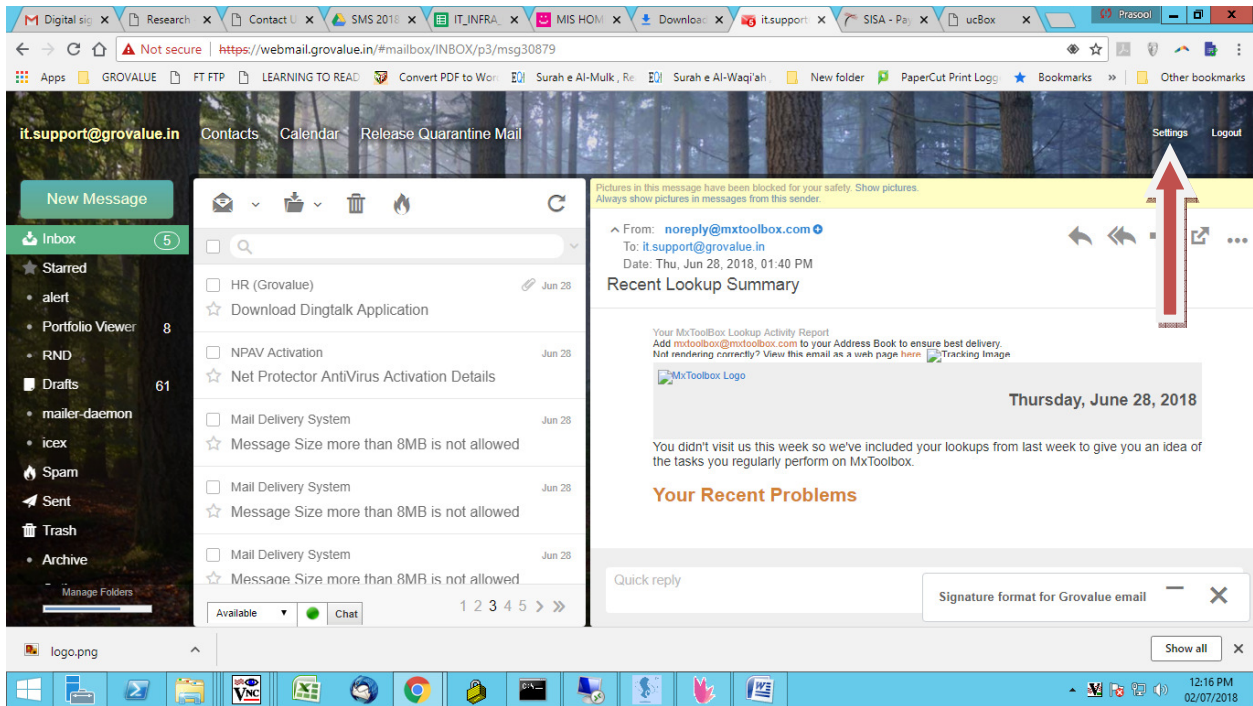 Digital sig
Research
Contact U
SMS 2018
IT_INFRA_
MIS HOM
Downloac
it.support
SISA - Pay
ucBox
Prasool
Not secure | https://webmail.grovalue.in/#mailbox/INBOX/p3/msg30879
Apps GROVALUE FT FTP LEARNING TO READ Convert PDF to Wor Surah e Al-Mulk , Re Surah e Al-Waqi'ah , New folder PaperCut Print Logg Bookmarks » Other bookmarks
it.support@grovalue.in Contacts Calendar Release Quarantine Mail
Settings Logout
New Message
Inbox 5
Starred
alert
Portfolio Viewer 8
RND
Drafts 61
mailer-daemon
icex
Spam
Sent
Trash
Archive
Manage Folders
HR (Grovalue) Jun 28
Download Dingtalk Application
NPAV Activation Jun 28
Net Protector AntiVirus Activation Details
Mail Delivery System Jun 28
Message Size more than 8MB is not allowed
Mail Delivery System Jun 28
Message Size more than 8MB is not allowed
Mail Delivery System Jun 28
Message Size more than 8MB is not allowed
Available Chat 1 2 3 4 5
Pictures in this message have been blocked for your safety. Show pictures.
Always show pictures in messages from this sender.
From: noreply@mxtoolbox.com
To: it.support@grovalue.in
Date: Thu, Jun 28, 2018, 01:40 PM
Recent Lookup Summary
Your MxToolBox Lookup Activity Report
Add mxtoolbox@mxtoolbox.com to your Address Book to ensure best delivery.
Not rendering correctly? View this email as a web page here. Tracking Image
MxToolbox Logo
Thursday, June 28, 2018
You didn't visit us this week so we've included your lookups from last week to give you an idea of
the tasks you regularly perform on MxToolbox.
Your Recent Problems
Quick reply
Signature format for Grovalue email
logo.png
Show all
VNC
12:16 PM
02/07/2018